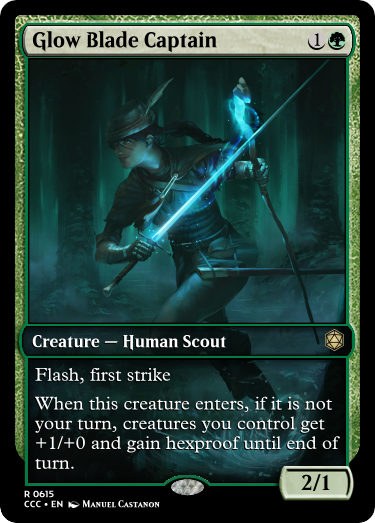 Glow Blade Captain 1
Creature — Human Scout
Flash, first strike
When this creature enters, if it is not
your turn, creatures you control get
+1/+0 and gain hexproof until end of
turn.
2/1
R 0615
CCC • EN Manuel Castanon